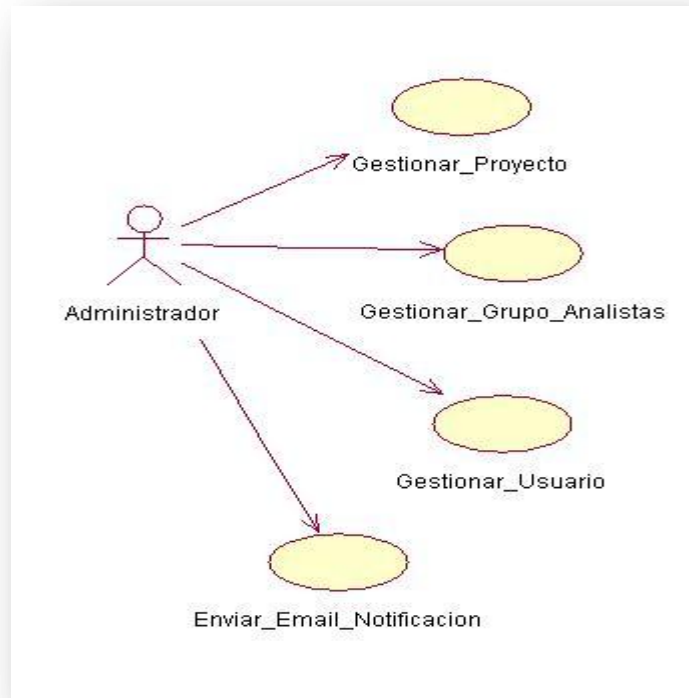 Gestionar_Proyecto
Administrador
Gestionar_Grupo_Analistas
Gestionar_Usuario
Enviar_Email_Notificacion